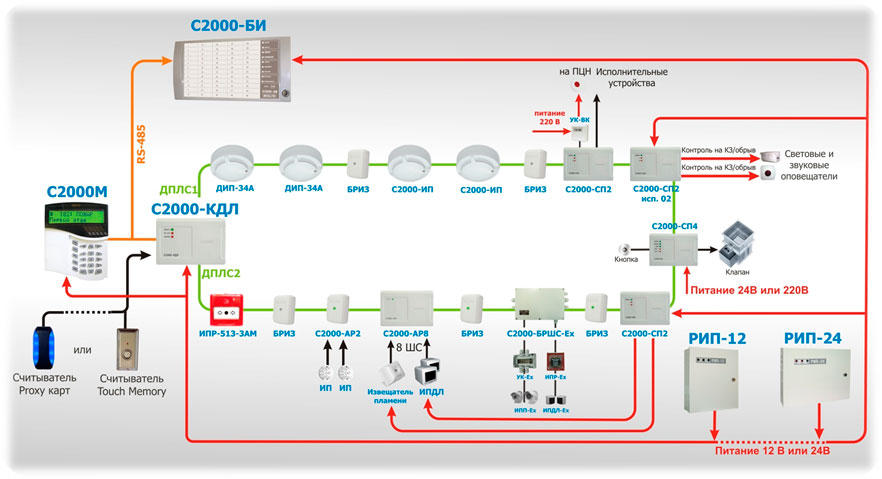 С2000-БИ
RS-485
на ПЦН
Исполнительные
устройства
питание
220 В
УК-ВК
ДПЛС1
ДИП-34А
ДИП-34А
БРИЗ
С2000-ИП
С2000-ИП
БРИЗ
С2000-СП2
С2000-СП2
исп. 02
Контроль на КЗ/обрыв
Контроль на КЗ/обрыв
Световые и
звуковые
оповещатели
С2000М
С2000-КДЛ
С2000-СП4
Кнопка
Клапан
Питание 24В или 220В
ДПЛС2
ИПР-513-3АМ
БРИЗ
С2000-АР2
С2000-АР8
БРИЗ
С2000-БРШС-Ех
БРИЗ
С2000-СП2
8 ШС
ИП
ИП
Извещатель
пламени
ИПДЛ
УК-Ех
ИПР-Ех
ИПП-Ех
ИПДЛ-Ех
РИП-12
РИП-24
или
Считыватель
Proxy карт
Считыватель
Touch Memory
Питание 12 В или 24В